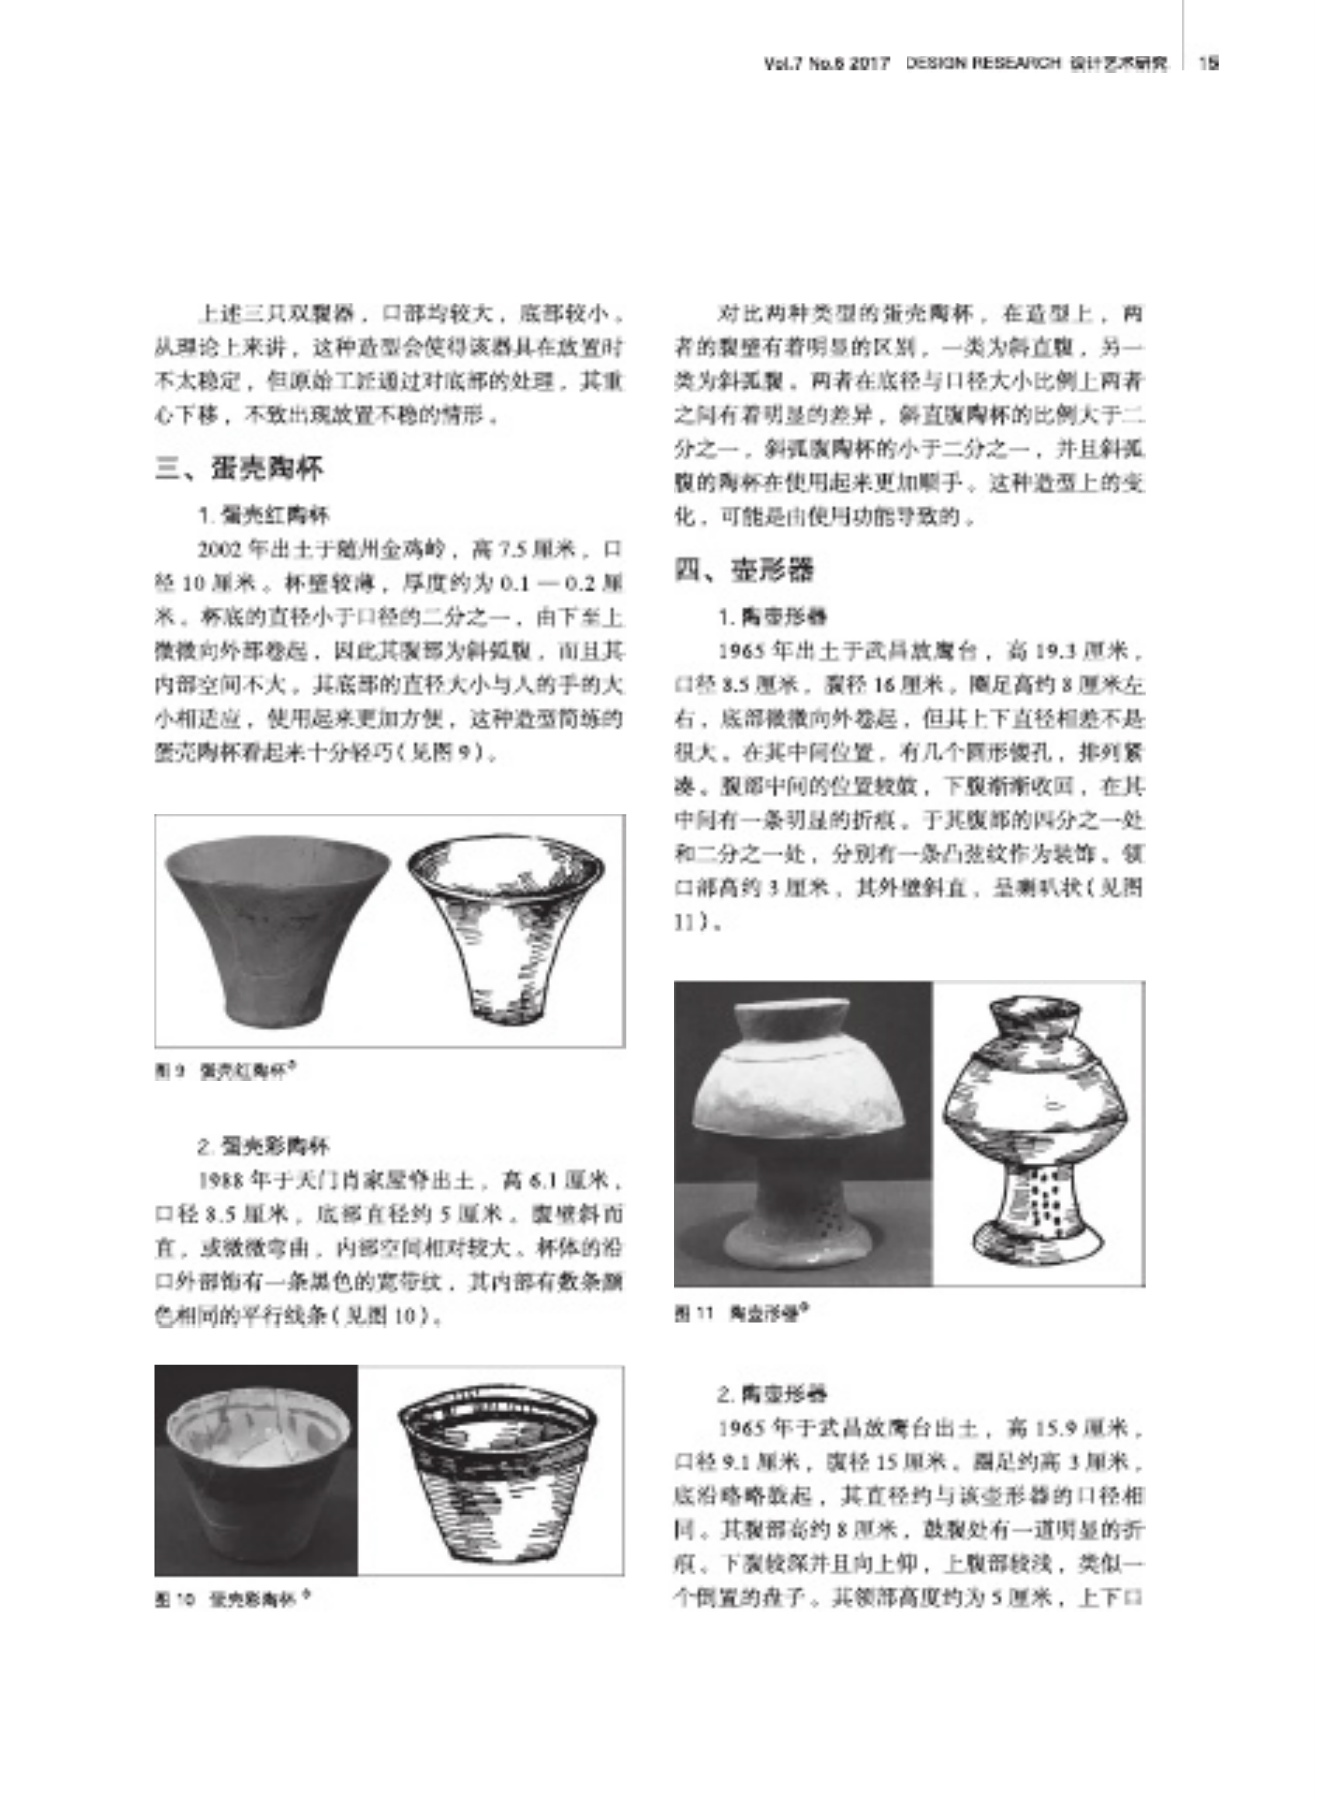 Vol.7 No.6 2017 DESIGN RESEARCH 设计艺术研究 15
上述三只双腹器，口部均较大，底部较小。
从理论上来讲，这种造型会使得该器具在放置时
不太稳定，但原始工匠通过对底部的处理，其重
心下移，不致出现放置不稳的情形。
三、蛋壳陶杯
1. 蛋壳红陶杯
2002 年出土于随州金鸡岭，高 7.5 厘米，口
径 10 厘米。杯壁较薄，厚度约为 0.1 — 0.2 厘
米。杯底的直径小于口径的二分之一，由下至上
微微向外部卷起，因此其腹部为斜弧腹，而且其
内部空间不大。其底部的直径大小与人的手的大
小相适应，使用起来更加方便，这种造型简练的
蛋壳陶杯看起来十分轻巧（见图 9）。
图 9 蛋壳红陶杯
2. 蛋壳彩陶杯
1988 年于天门肖家屋脊出土，高 6.1 厘米，
口径 8.5 厘米，底部直径约 5 厘米。腹壁斜而
直，或微微弯曲，内部空间相对较大。杯体的沿
口外部饰有一条黑色的宽带纹，其内部有数条颜
色相同的平行线条（见图 10）。
图 10 蛋壳彩陶杯
对比两种类型的蛋壳陶杯，在造型上，两
者的腹壁有着明显的区别，一类为斜直腹，另一
类为斜弧腹。两者在底径与口径大小比例上两者
之间有着明显的差异，斜直腹陶杯的比例大于二
分之一，斜弧腹陶杯的小于二分之一，并且斜弧
腹的陶杯在使用起来更加顺手。这种造型上的变
化，可能是由使用功能导致的。
四、壶形器
1. 陶壶形器
1965 年出土于武昌放鹰台，高 19.3 厘米，
口径 8.5 厘米，腹径 16 厘米。圈足高约 8 厘米左
右，底部微微向外卷起，但其上下直径相差不是
很大。在其中间位置，有几个圆形镂孔，排列紧
凑。腹部中间的位置较鼓，下腹渐渐收回，在其
中间有一条明显的折痕。于其腹部的四分之一处
和二分之一处，分别有一条凸弦纹作为装饰。领
口部高约 3 厘米，其外壁斜直，呈喇叭状（见图
11）。
图 11 陶壶形器
2. 陶壶形器
1965 年于武昌放鹰台出土，高 15.9 厘米，
口径 9.1 厘米，腹径 15 厘米。圈足约高 3 厘米，
底沿略略敞起，其直径约与该壶形器的口径相
同。其腹部高约 8 厘米，鼓腹处有一道明显的折
痕。下腹较深并且向上仰，上腹部较浅，类似一
个倒置的盘子。其领部高度约为 5 厘米，上下口